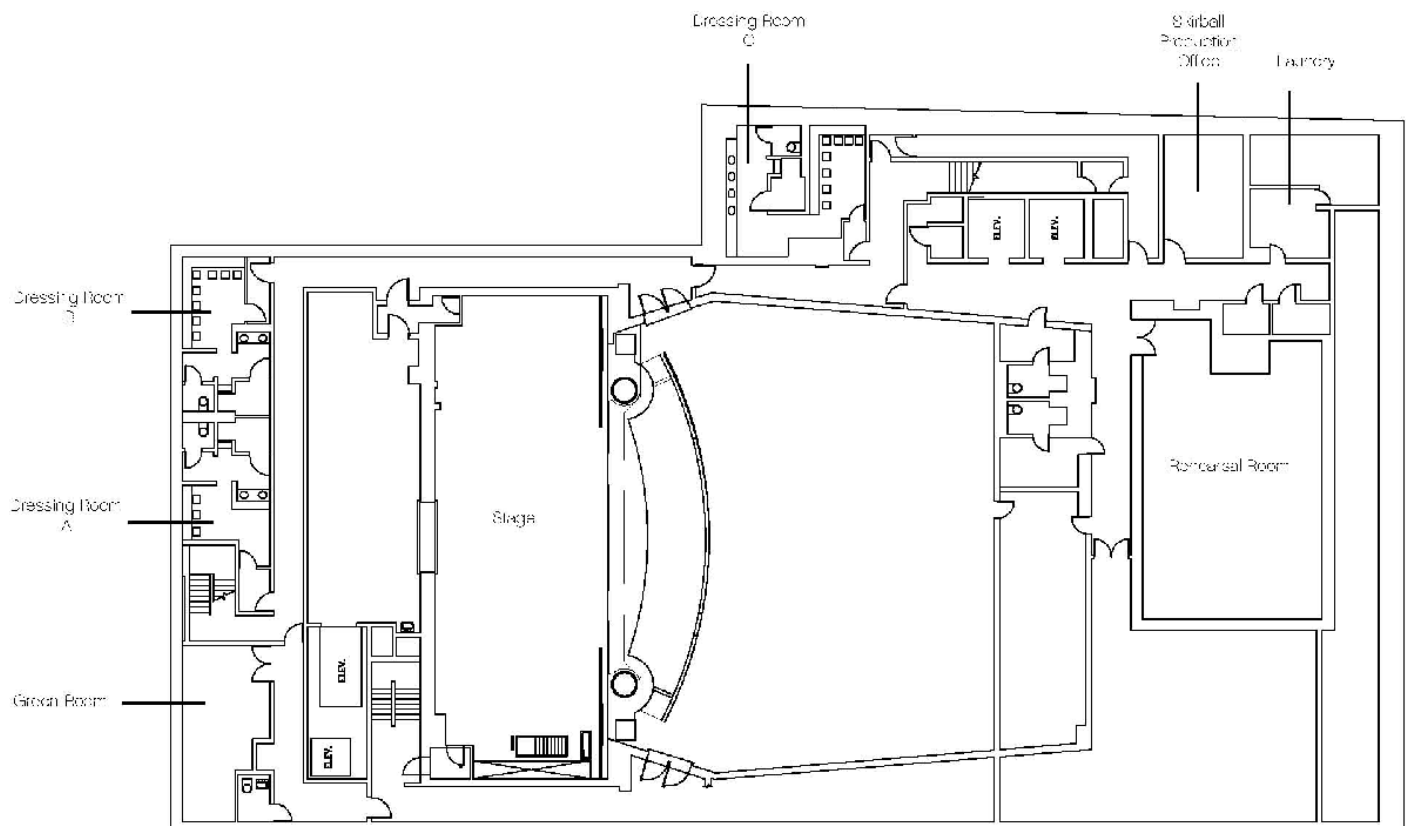 Dressing Room
C
Skirball
Production
Office
Laundry
ELEV.
ELEV.
Dressing Room
B
Rehearsal Room
Dressing Room
A
Stage
ELEV.
Green Room
ELEV.